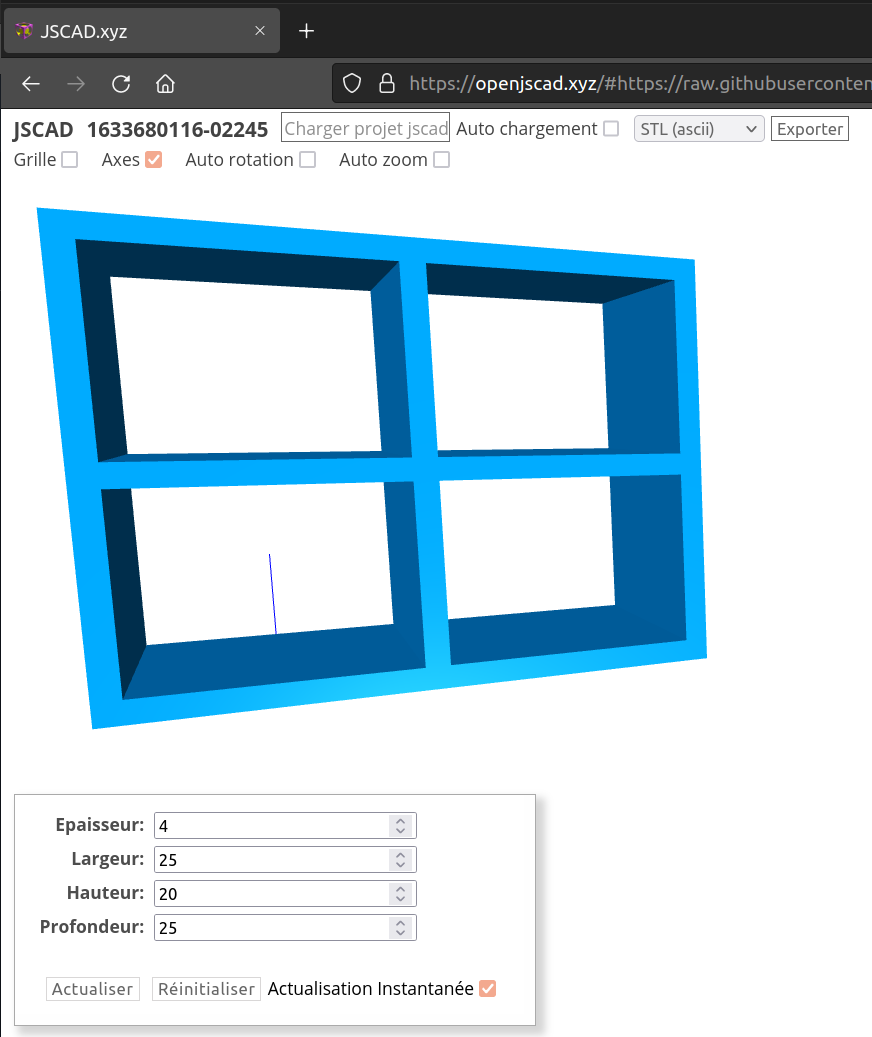 JSCAD.xyz
https://openjscad.xyz/#https://raw.githubuserconten
JSCAD 1633680116-02245 Charger projet jscad Auto chargement STL (ascii) Exporter
Grille Axes Auto rotation Auto zoom
Epaisseur: 4
Largeur: 25
Hauteur: 20
Profondeur: 25
Actualiser Réinitialiser Actualisation Instantanée